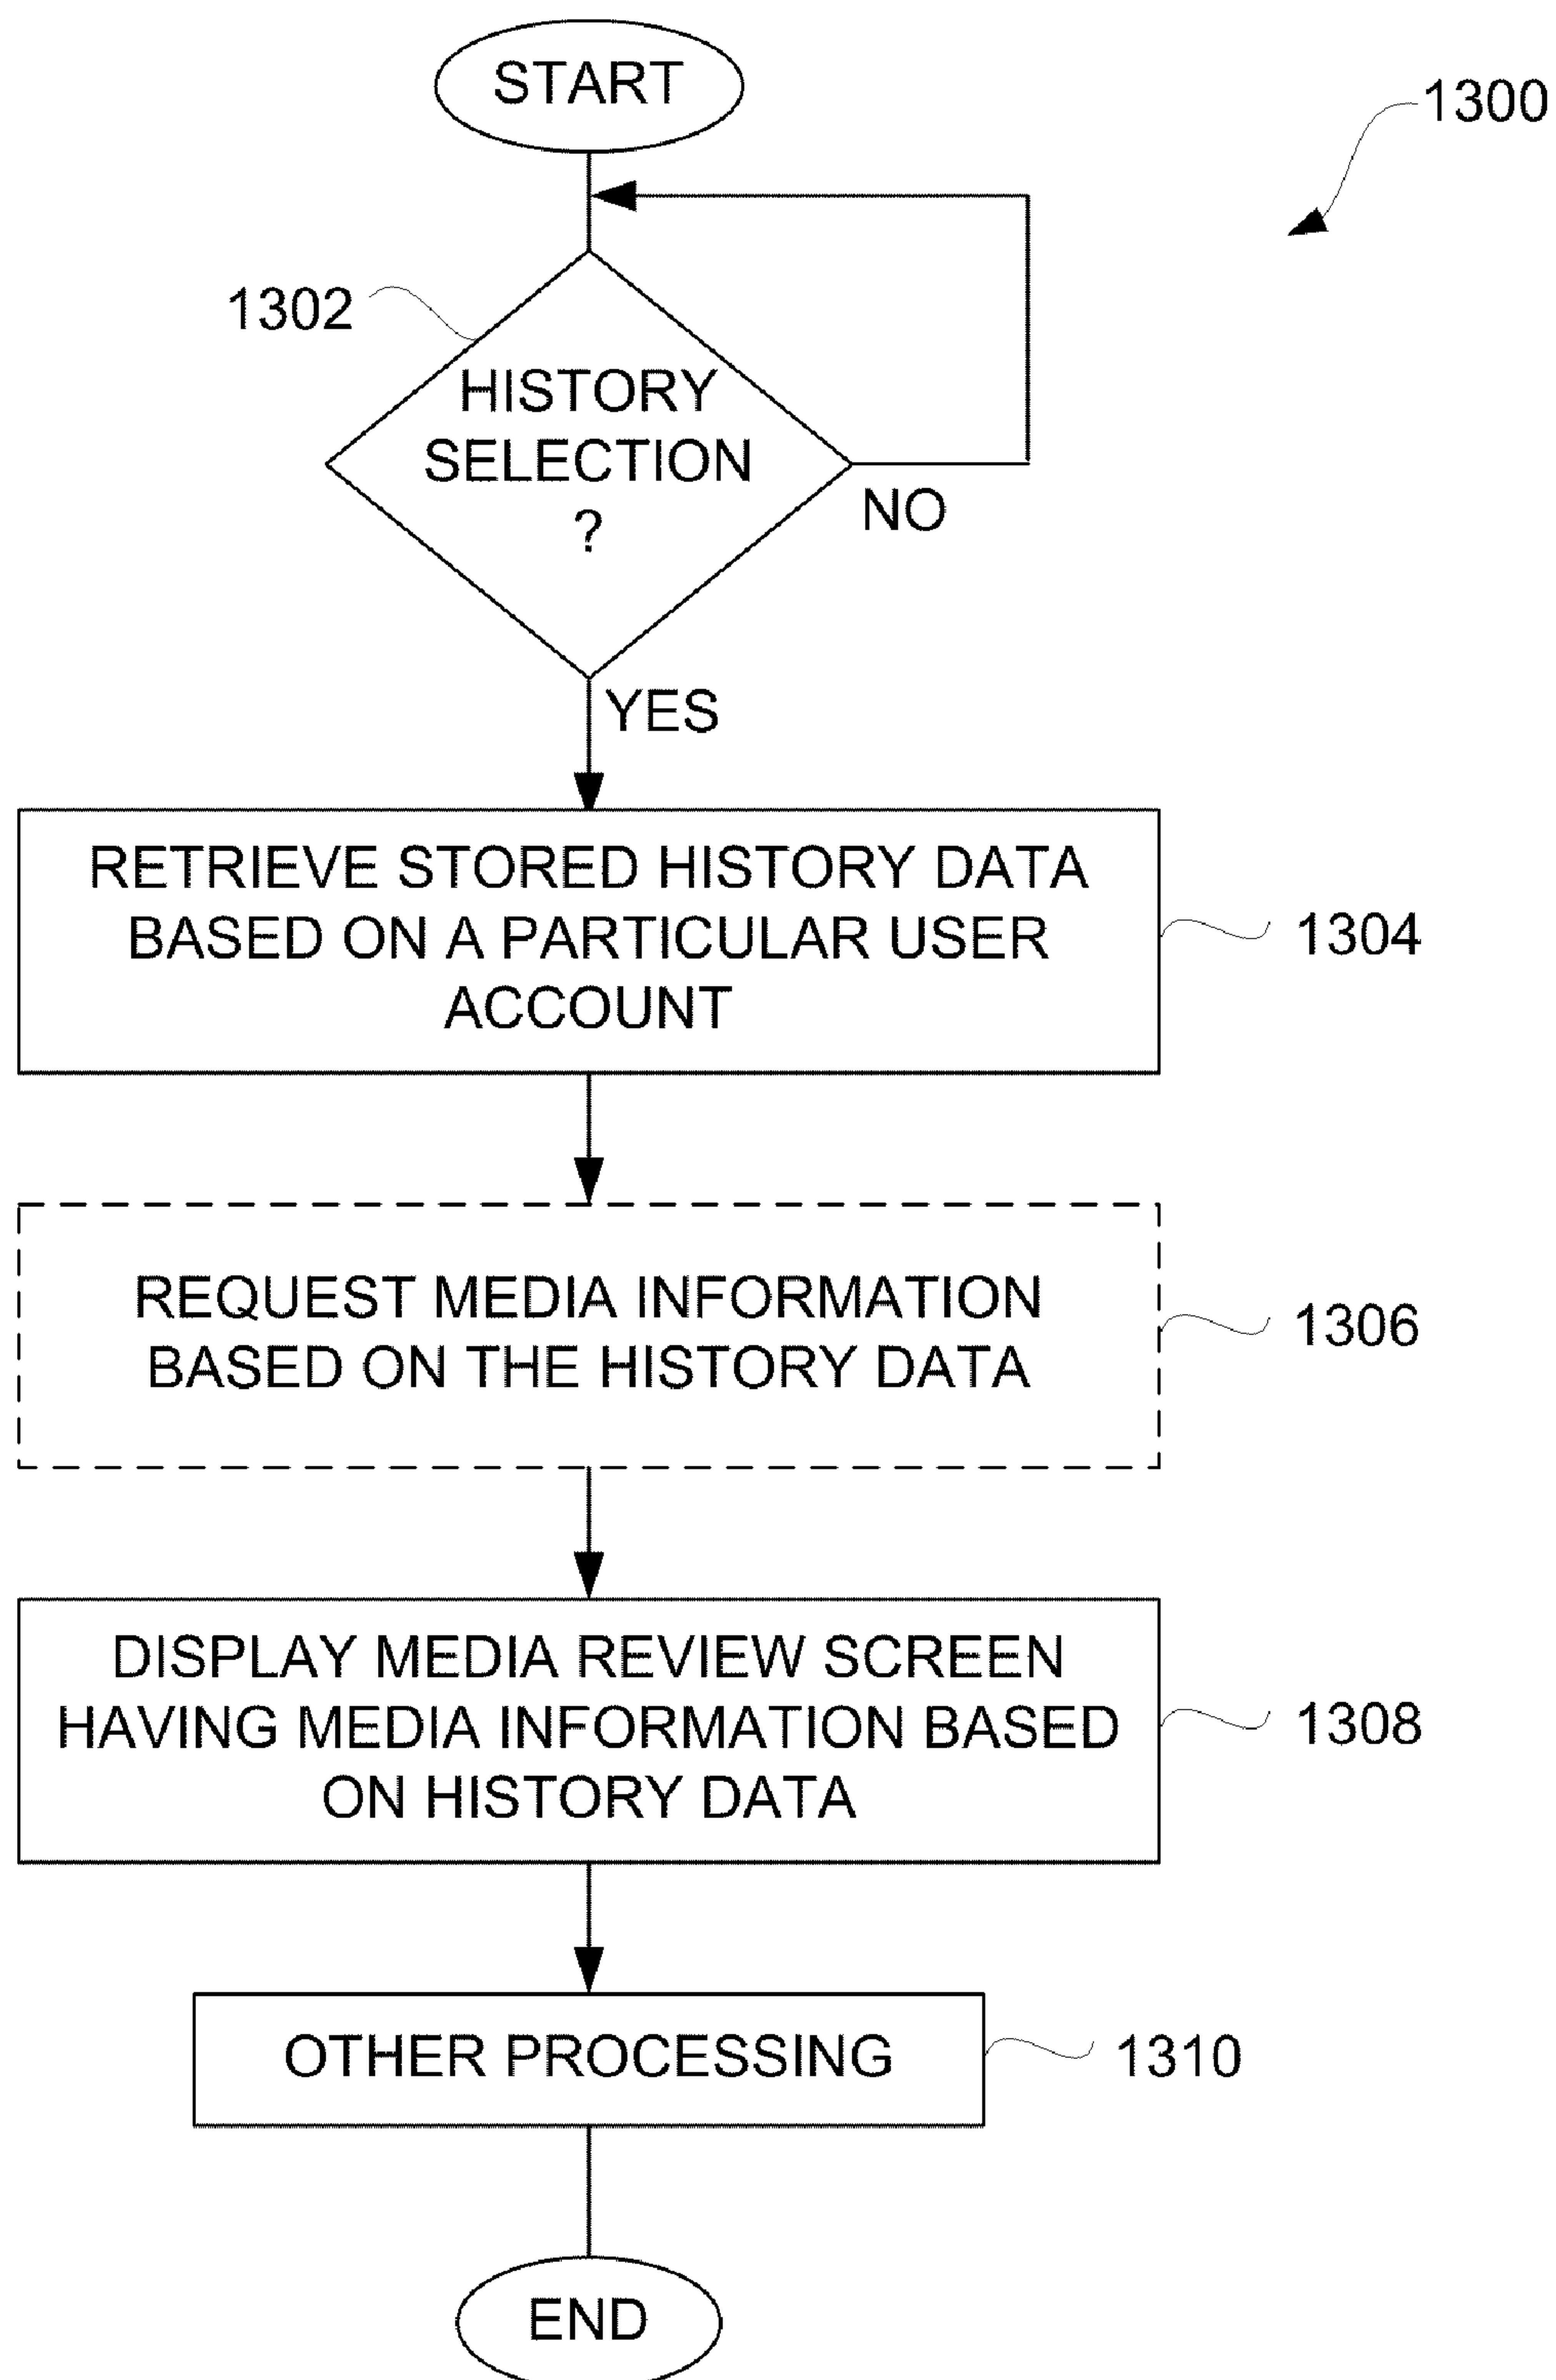 START
1300
1302
HISTORY
SELECTION
?
NO
YES
RETRIEVE STORED HISTORY DATA
BASED ON A PARTICULAR USER
ACCOUNT
1304
REQUEST MEDIA INFORMATION
BASED ON THE HISTORY DATA
1306
DISPLAY MEDIA REVIEW SCREEN
HAVING MEDIA INFORMATION BASED
ON HISTORY DATA
1308
OTHER PROCESSING
1310
END